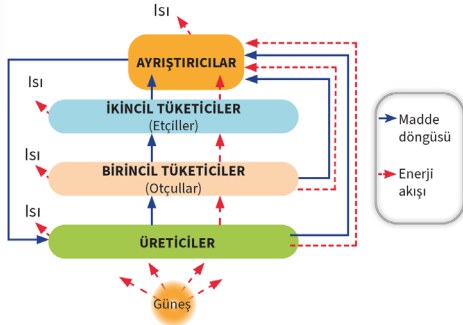 Isı
AYRIŞTIRICILAR
Isı
İKİNCİL TÜKETİCİLER
(Etçiller)
Isı
BİRİNCİL TÜKETİCİLER
(Otçullar)
Isı
ÜRETİCİLER
Güneş
Madde
döngüsü
Enerji
akışı